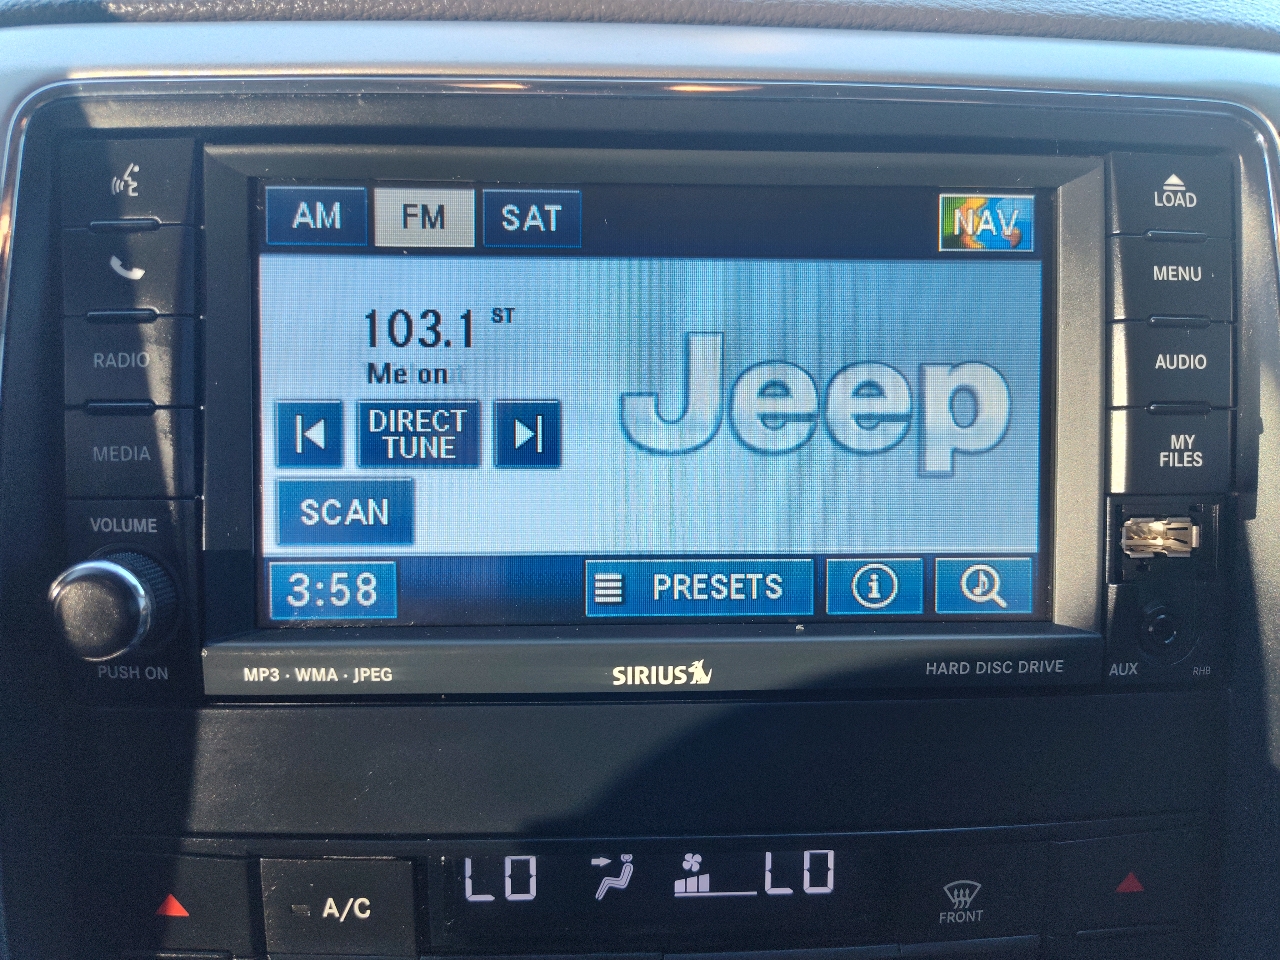 AM FM SAT NAV
103.1 ST
Me on
DIRECT
TUNE
SCAN
Jeep
3:58 PRESETS i
RADIO
MEDIA
VOLUME
PUSH ON
LOAD
MENU
AUDIO
MY
FILES
MP3 · WMA · JPEG SIRIUS HARD DISC DRIVE AUX RHB
LO LO
A/C FRONT